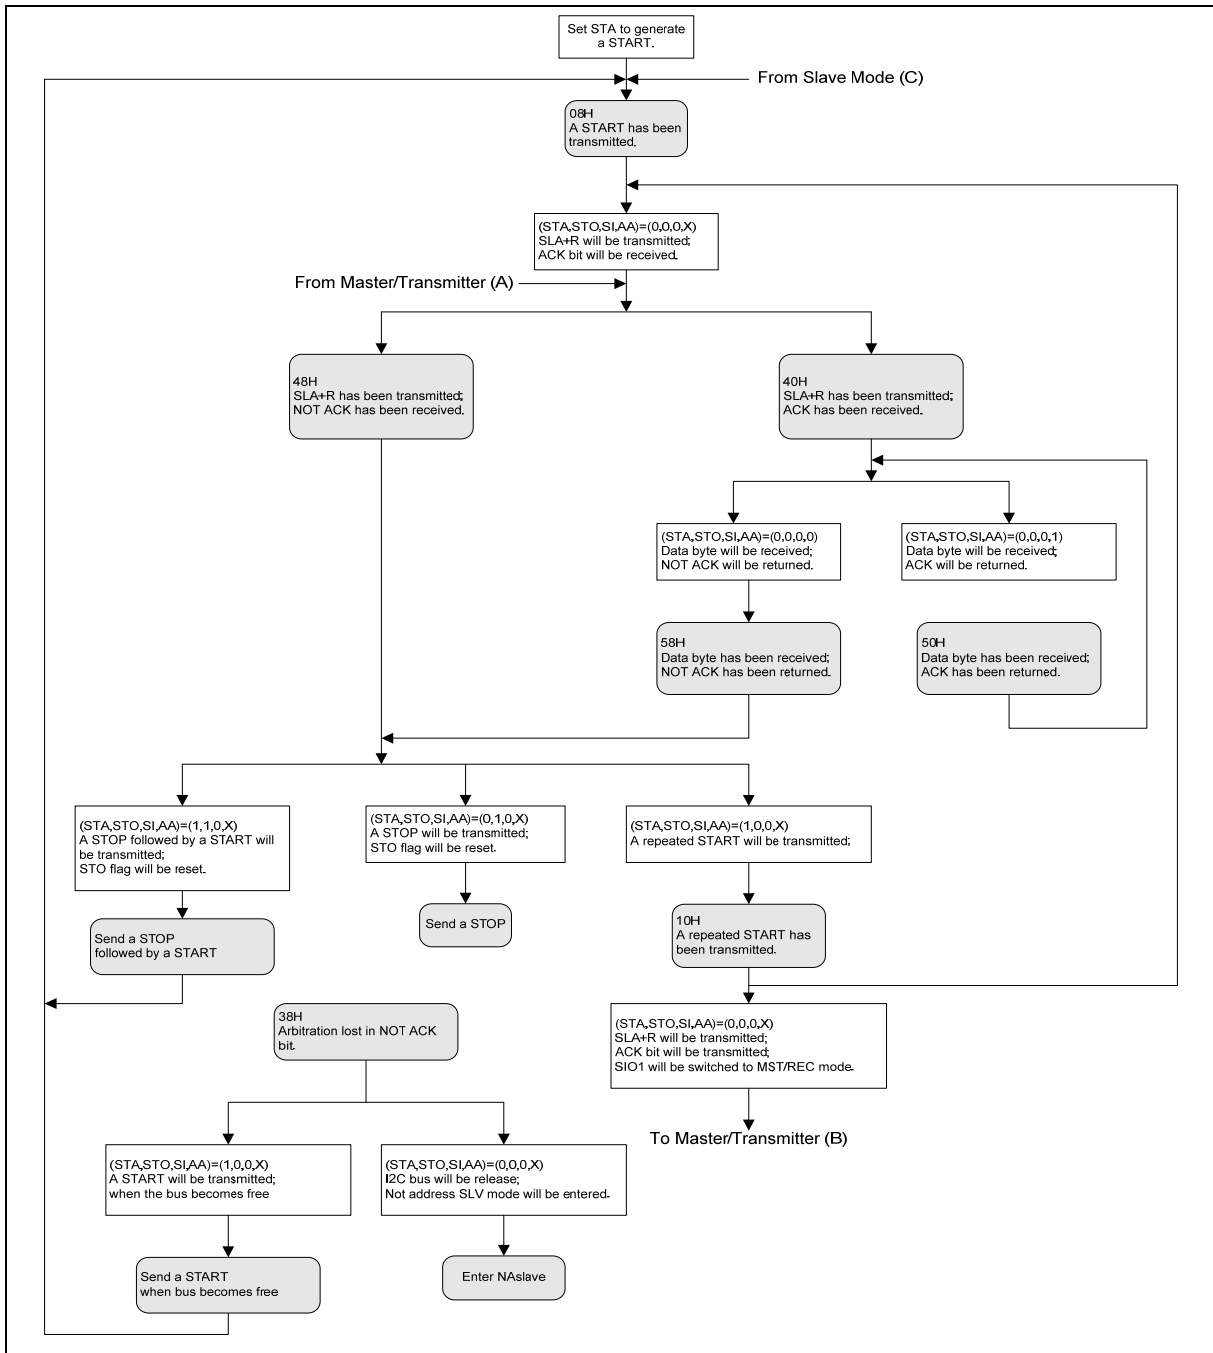 Set STA to generate
a START.
From Slave Mode (C)
08H
A START has been
transmitted.
(STA,STO,SI,AA)=(0,0,0,X)
SLA+R will be transmitted;
ACK bit will be received.
From Master/Transmitter (A)
48H
SLA+R has been transmitted;
NOT ACK has been received.
40H
SLA+R has been transmitted;
ACK has been received.
(STA,STO,SI,AA)=(0,0,0,0)
Data byte will be received;
NOT ACK will be returned.
(STA,STO,SI,AA)=(0,0,0,1)
Data byte will be received;
ACK will be returned.
58H
Data byte has been received;
NOT ACK has been returned.
50H
Data byte has been received;
ACK has been returned.
(STA,STO,SI,AA)=(1,1,0,X)
A STOP followed by a START will
be transmitted;
STO flag will be reset.
(STA,STO,SI,AA)=(0,1,0,X)
A STOP will be transmitted;
STO flag will be reset.
(STA,STO,SI,AA)=(1,0,0,X)
A repeated START will be transmitted;
Send a STOP
followed by a START
Send a STOP
10H
A repeated START has
been transmitted.
38H
Arbitration lost in NOT ACK
bit.
(STA,STO,SI,AA)=(0,0,0,X)
SLA+R will be transmitted;
ACK bit will be transmitted;
SIO1 will be switched to MST/REC mode.
To Master/Transmitter (B)
(STA,STO,SI,AA)=(1,0,0,X)
A START will be transmitted;
when the bus becomes free
(STA,STO,SI,AA)=(0,0,0,X)
I2C bus will be release;
Not address SLV mode will be entered.
Send a START
when bus becomes free
Enter NAslave